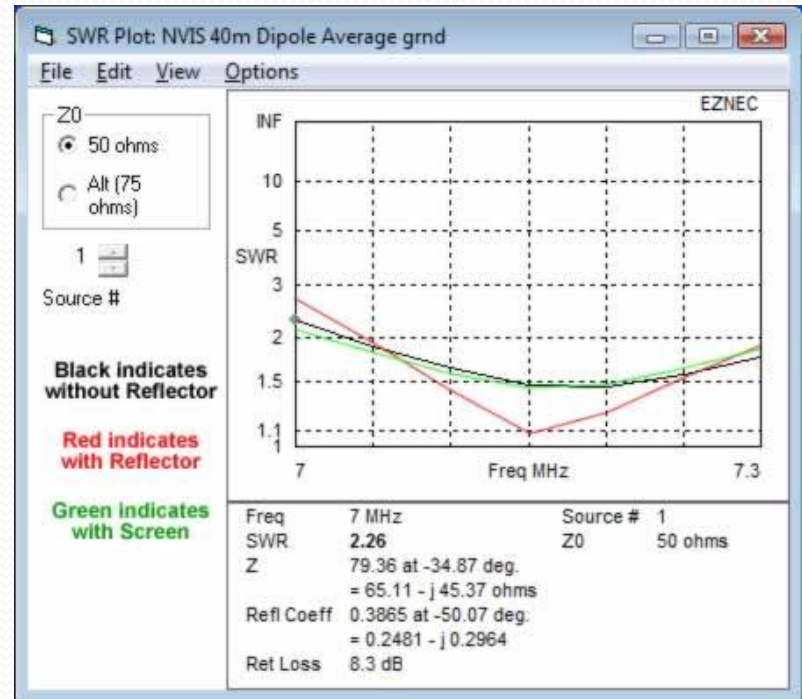 SWR Plot: NVIS 40m Dipole Average grnd
File Edit View Options
Z0
50 ohms
Alt (75
ohms)
1
Source #
Black indicates
without Reflector
Red indicates
with Reflector
Green indicates
with Screen
EZNEC
INF
10
5
SWR
3
2
1.5
1.1
1
7 Freq MHz 7.3
Freq 7 MHz Source # 1
SWR 2.26 Z0 50 ohms
Z 79.36 at -34.87 deg.
= 65.11 - j 45.37 ohms
Refl Coeff 0.3865 at -50.07 deg.
= 0.2481 - j 0.2964
Ret Loss 8.3 dB